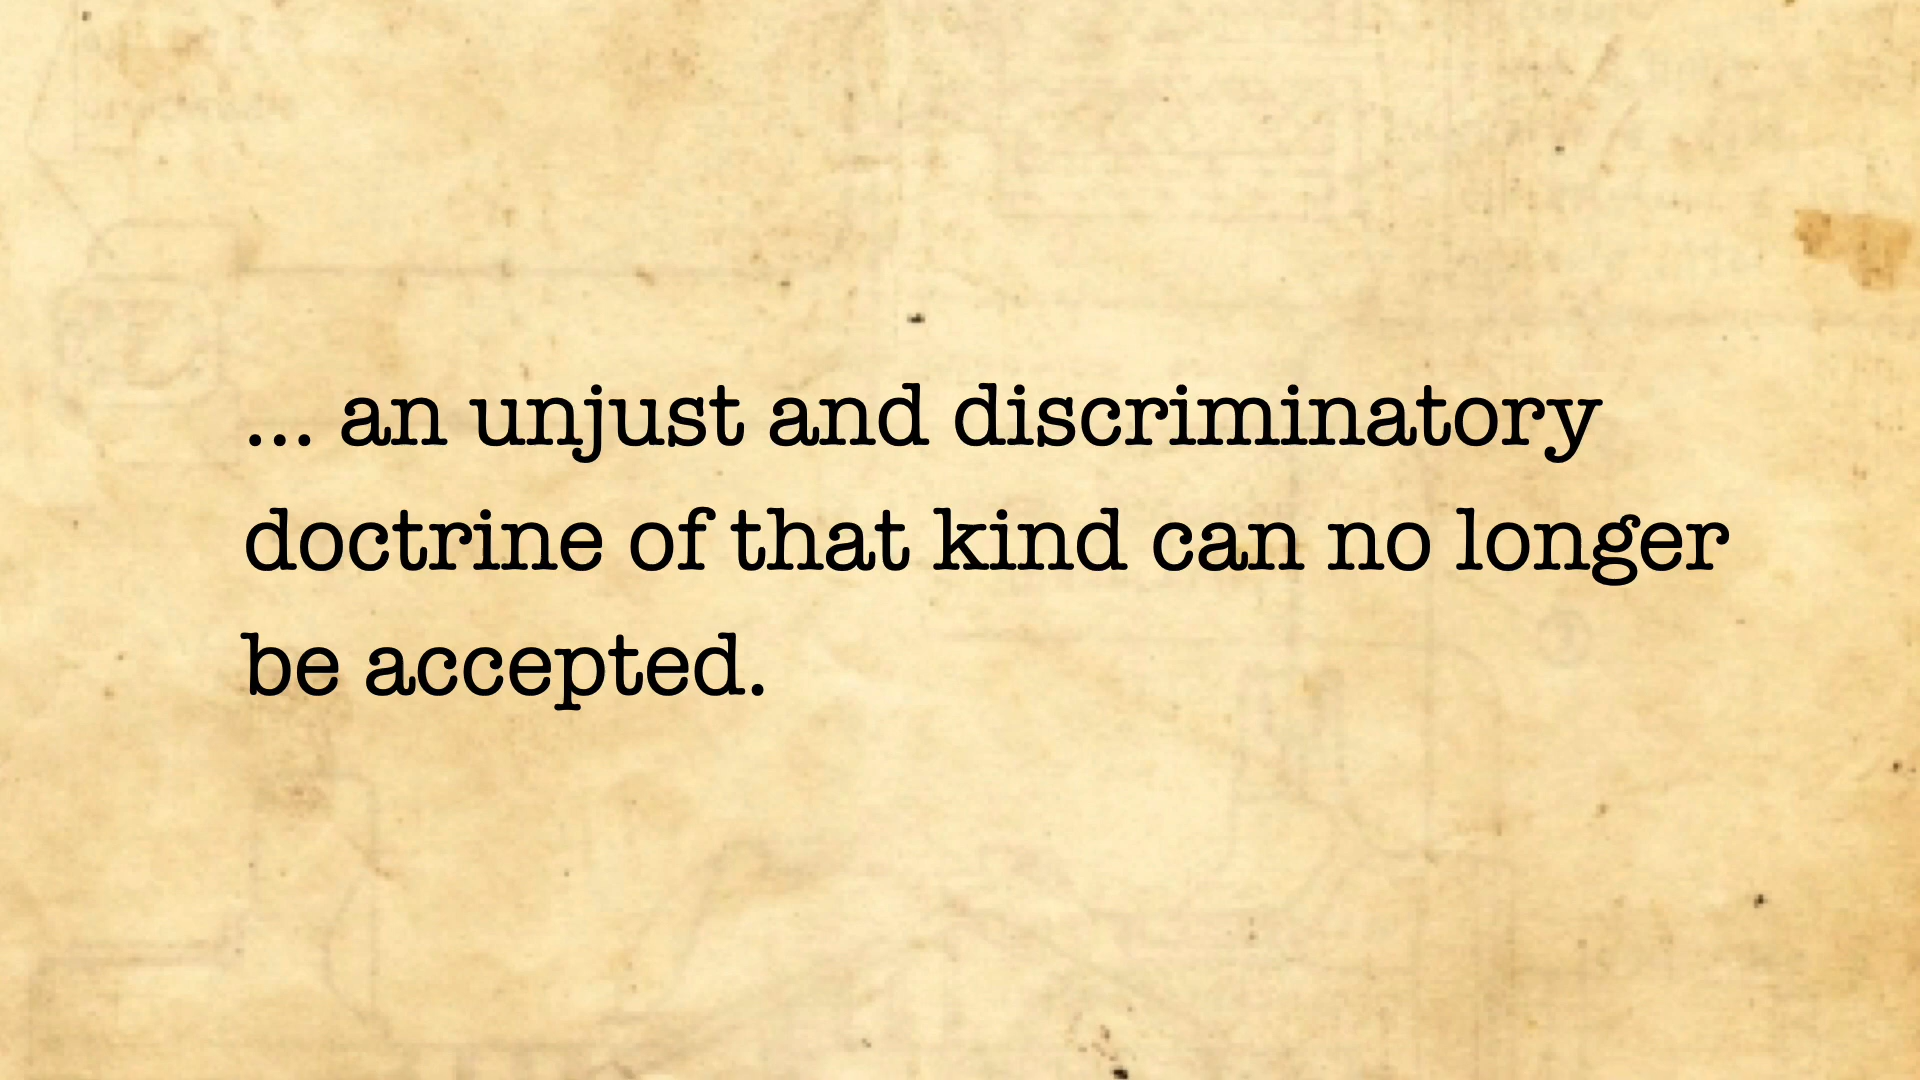 ... an unjust and discriminatory
doctrine of that kind can no longer
be accepted.